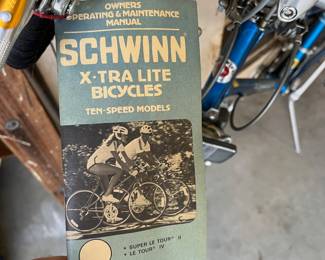 OWNERS
OPERATING & MAINTENANCE
MANUAL
SCHWINN
X-TRA LITE
BICYCLES
TEN-SPEED MODELS
• SUPER LE TOUR® II
• LE TOUR® IV